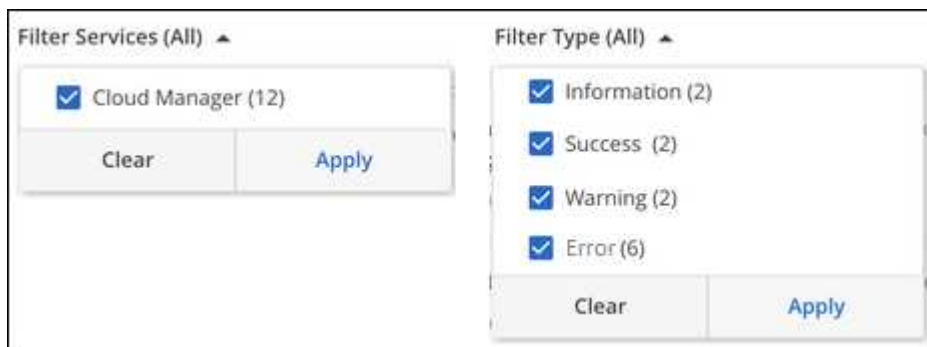 Filter Services (All)
Cloud Manager (12)
Clear Apply
Filter Type (All)
Information (2)
Success (2)
Warning (2)
Error (6)
Clear Apply